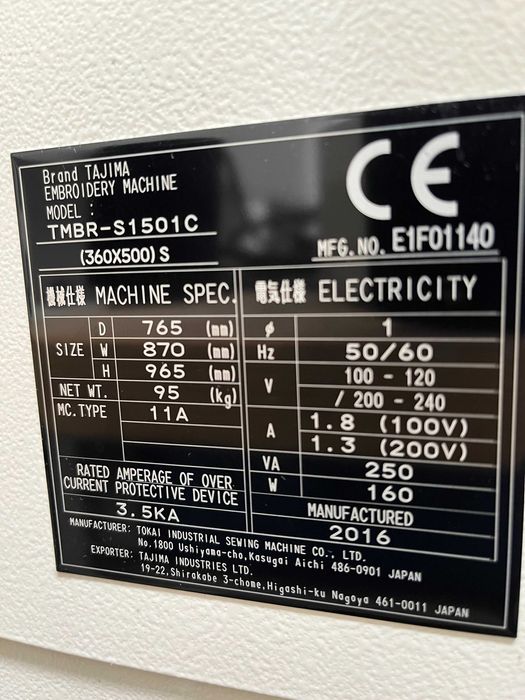 Brand TAJIMA
EMBROIDERY MACHINE
MODEL :
TMBR-S1501C
(360X500)S
CE
MFG.NO. E1F01140
機械仕様 MACHINE SPEC.
SIZE D 765 (mm)
W 870 (mm)
H 965 (mm)
NET WT. 95 (kg)
MC.TYPE 11A
RATED AMPERAGE OF OVER
CURRENT PROTECTIVE DEVICE
3.5KA
電気仕様 ELECTRICITY
φ 1
Hz 50/60
V 100 - 120
/ 200 - 240
A 1.8 (100V)
1.3 (200V)
VA 250
W 160
MANUFACTURED
2016
MANUFACTURER: TOKAI INDUSTRIAL SEWING MACHINE CO., LTD.
No.1800 Ushiyama-cho,Kasugai Aichi 486-0901 JAPAN
EXPORTER: TAJIMA INDUSTRIES LTD.
19-22,Shirakabe 3-chome,Higashi-ku Nagoya 461-0011 JAPAN